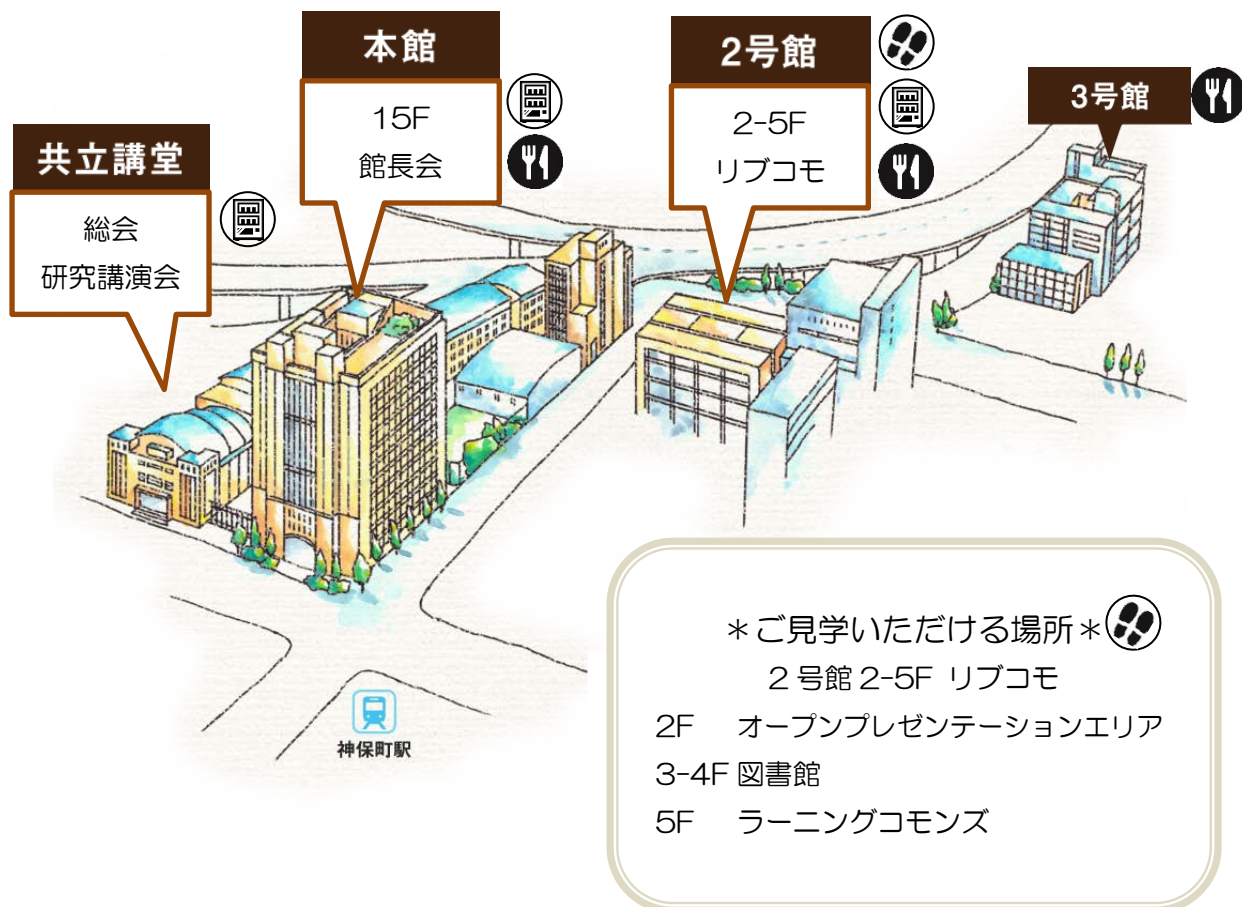 本館
15F
館長会
2号館
2-5F
リブコモ
3号館
共立講堂
総会
研究講演会
神保町駅
＊ご見学いただける場所＊
2号館 2-5F リブコモ
2F オープンプレゼンテーションエリア
3-4F 図書館
5F ラーニングコモンズ